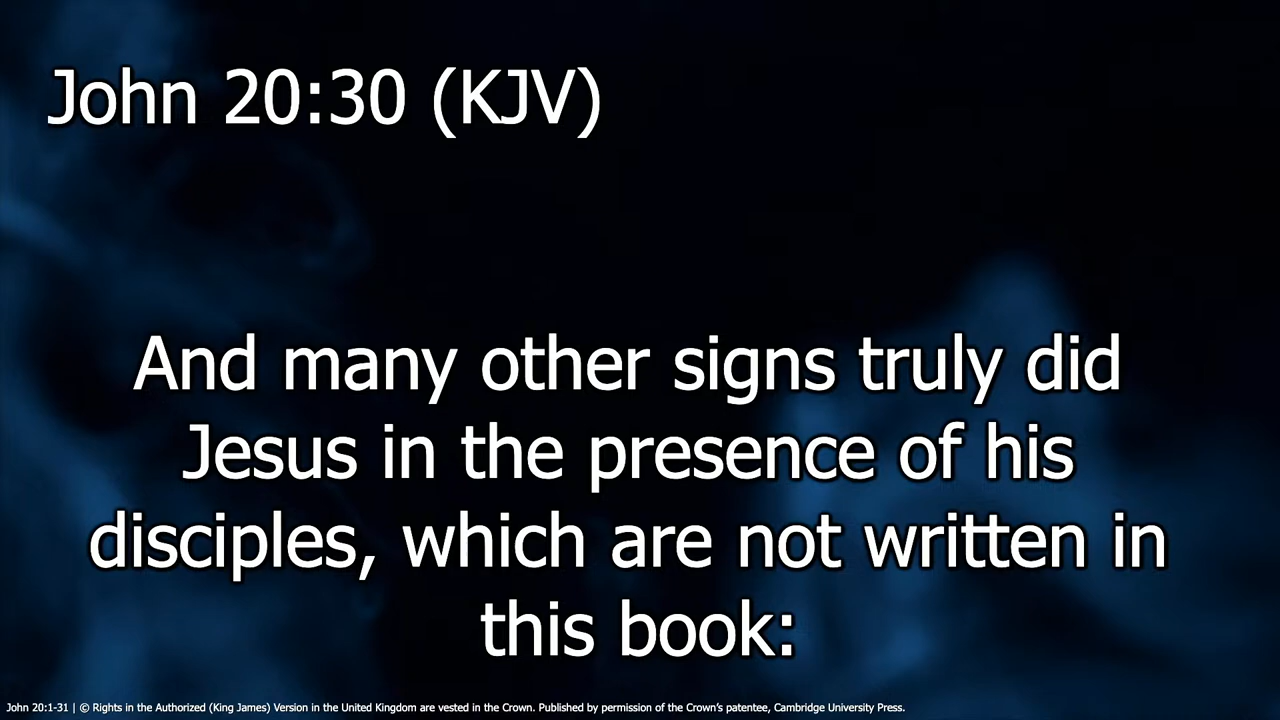 John 20:30 (KJV)
And many other signs truly did
Jesus in the presence of his
disciples, which are not written in
this book:
John 20:1-31 | © Rights in the Authorized (King James) Version in the United Kingdom are vested in the Crown. Published by permission of the Crown’s patentee, Cambridge University Press.